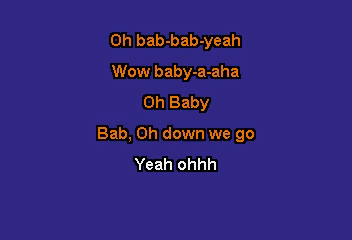 Oh bab-bab-yeah
Wow baby-a-aha
Oh Baby
Bab, Oh down we go
Yeah ohhh